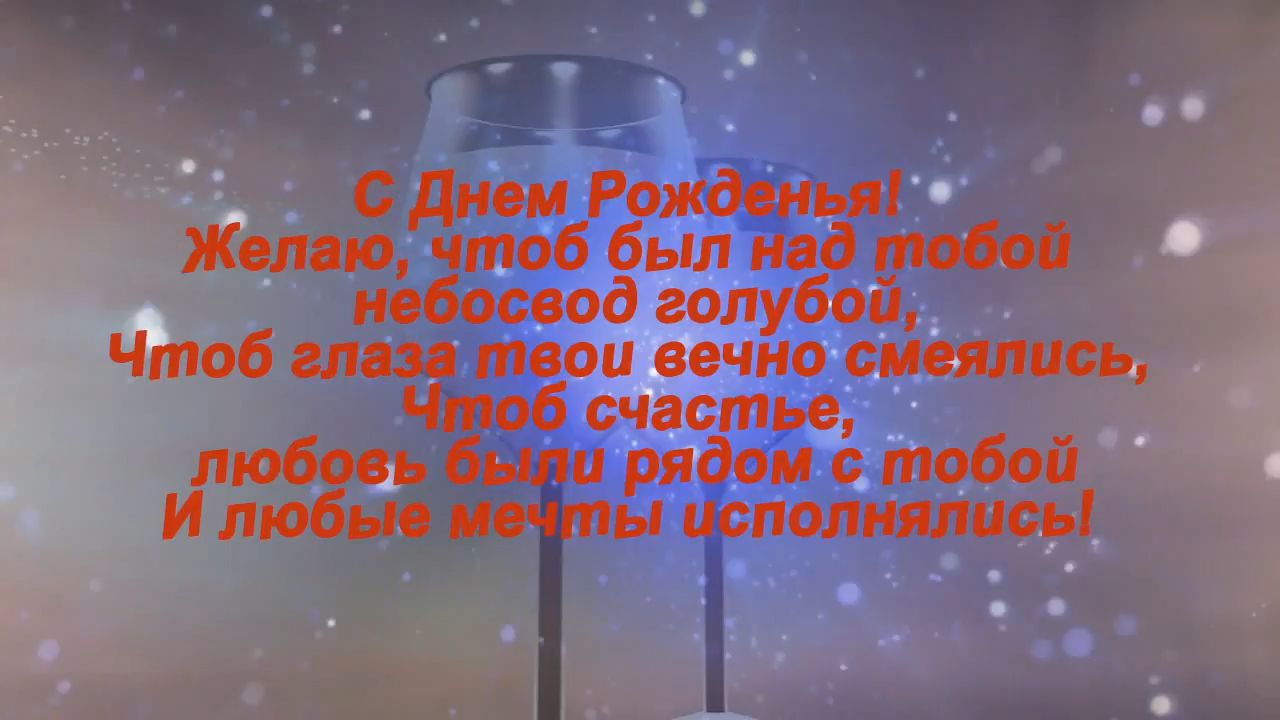 С Днем Рожденья!
Желаю, чтоб был над тобой
небосвод голубой,
Чтоб глаза твои вечно смеялись,
Чтоб счастье,
любовь были рядом с тобой
И любые мечты исполнялись!